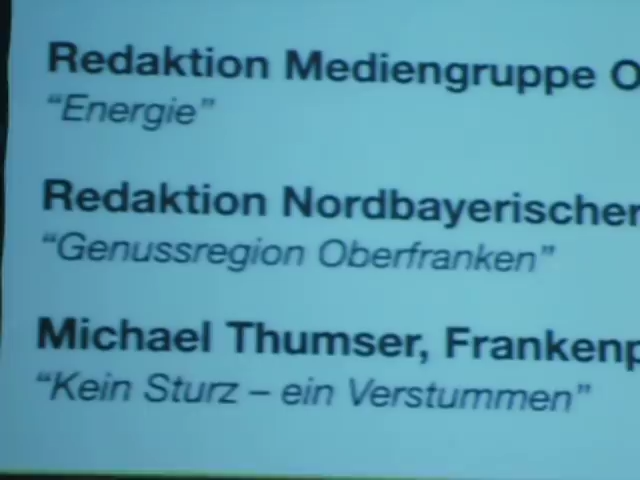 Redaktion Mediengruppe O
“Energie”
Redaktion Nordbayerischer
“Genussregion Oberfranken”
Michael Thumser, Frankenp
“Kein Sturz – ein Verstummen”